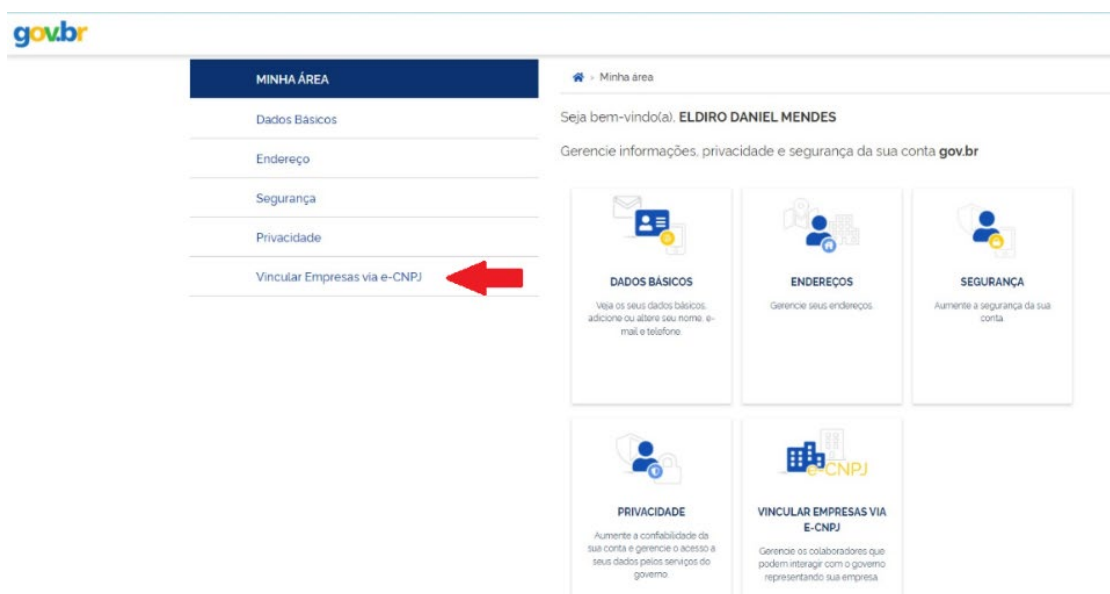 gov.br
MINHA ÁREA
Dados Básicos
Endereço
Segurança
Privacidade
Vincular Empresas via e-CNPJ
Minha área
Seja bem-vindo(a), ELDIRO DANIEL MENDES
Gerencie informações, privacidade e segurança da sua conta gov.br
DADOS BÁSICOS
Veja os seus dados básicos,
adicione ou altere seu nome, e-
mail e telefone.
ENDEREÇOS
Gerencie seus endereços.
SEGURANÇA
Aumente a segurança da sua
conta.
PRIVACIDADE
Aumente a confiabilidade da
sua conta e gerencie o acesso a
seus dados pelos serviços do
governo.
e-CNPJ
VINCULAR EMPRESAS VIA
E-CNPJ
Gerencie os colaboradores que
podem interagir com o governo
representando sua empresa